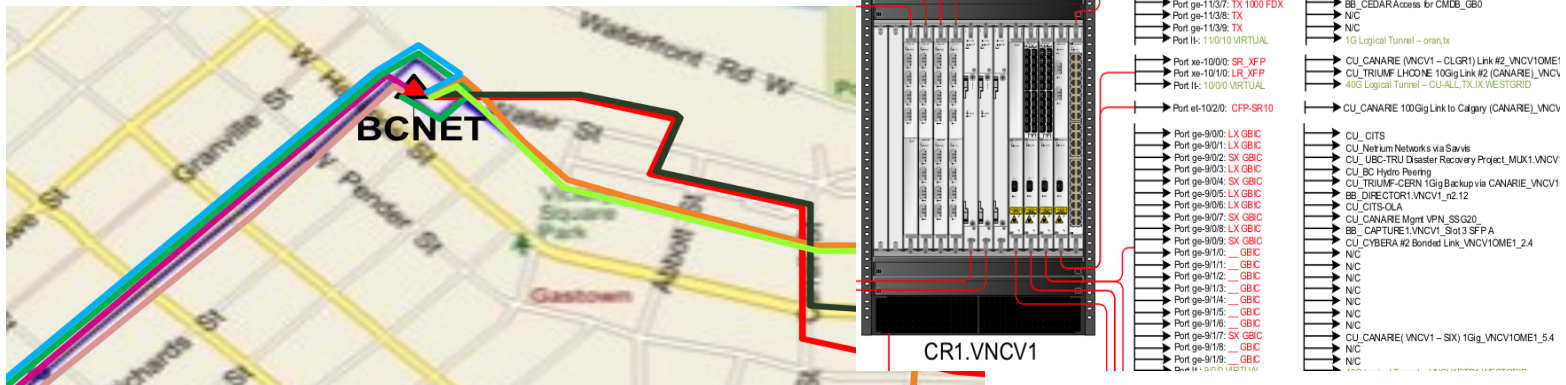 Waterfront Rd W
W Ha
BCNET
Water St
Granville St
W Pender St
Square
Park
Abbott St
Gastown
St
St
St
CR1.VNCV1
Port ge-11/3/7: TX 1000 FDX
Port ge-11/3/8: TX
Port ge-11/3/9: TX
Port lt-: 11/0/10 VIRTUAL
Port xe-10/0/0: SR_XFP
Port xe-10/1/0: LR_XFP
Port lt-: 10/0/0 VIRTUAL
Port et-10/2/0: CFP-SR10
Port ge-9/0/0: LX GBIC
Port ge-9/0/1: LX GBIC
Port ge-9/0/2: SX GBIC
Port ge-9/0/3: LX GBIC
Port ge-9/0/4: SX GBIC
Port ge-9/0/5: LX GBIC
Port ge-9/0/6: LX GBIC
Port ge-9/0/7: SX GBIC
Port ge-9/0/8: LX GBIC
Port ge-9/0/9: SX GBIC
Port ge-9/1/0: __ GBIC
Port ge-9/1/1: __ GBIC
Port ge-9/1/2: __ GBIC
Port ge-9/1/3: __ GBIC
Port ge-9/1/4: __ GBIC
Port ge-9/1/5: __ GBIC
Port ge-9/1/6: __ GBIC
Port ge-9/1/7: SX GBIC
Port ge-9/1/8: __ GBIC
Port ge-9/1/9: __ GBIC
BB_CEDAR Access for CMDB_GB0
N/C
N/C
1G Logical Tunnel – oran,tx
CU_CANARIE (VNCV1 – CLGR1) Link #2_VNCV1OME1
CU_TRIUMF LHCONE 10Gig Link #2 (CANARIE)_VNCV
40G Logical Tunnel – CU-ALL,TX.IX.WESTGRID
CU_CANARIE 100Gig Link to Calgary (CANARIE)_VNC
CU_CITS
CU_Netrium Networks via Savvis
CU_ UBC-TRU Disaster Recovery Project_MUX1.VNCV
CU_BC Hydro Peering
CU_TRIUMF-CERN 1Gig Backup via CANARIE_VNCV1
BB_DIRECTOR1.VNCV1_n2.12
CU_CITS-OLA
CU_CANARIE Mgmt VPN_SSG20_
BB_CAPTURE1.VNCV1_Slot 3 SFP A
CU_CYBERA #2 Bonded Link_VNCV1OME1_2.4
N/C
N/C
N/C
N/C
N/C
N/C
N/C
CU_CANARIE( VNCV1 – SIX) 1Gig_VNCV1OME1_5.4
N/C
N/C